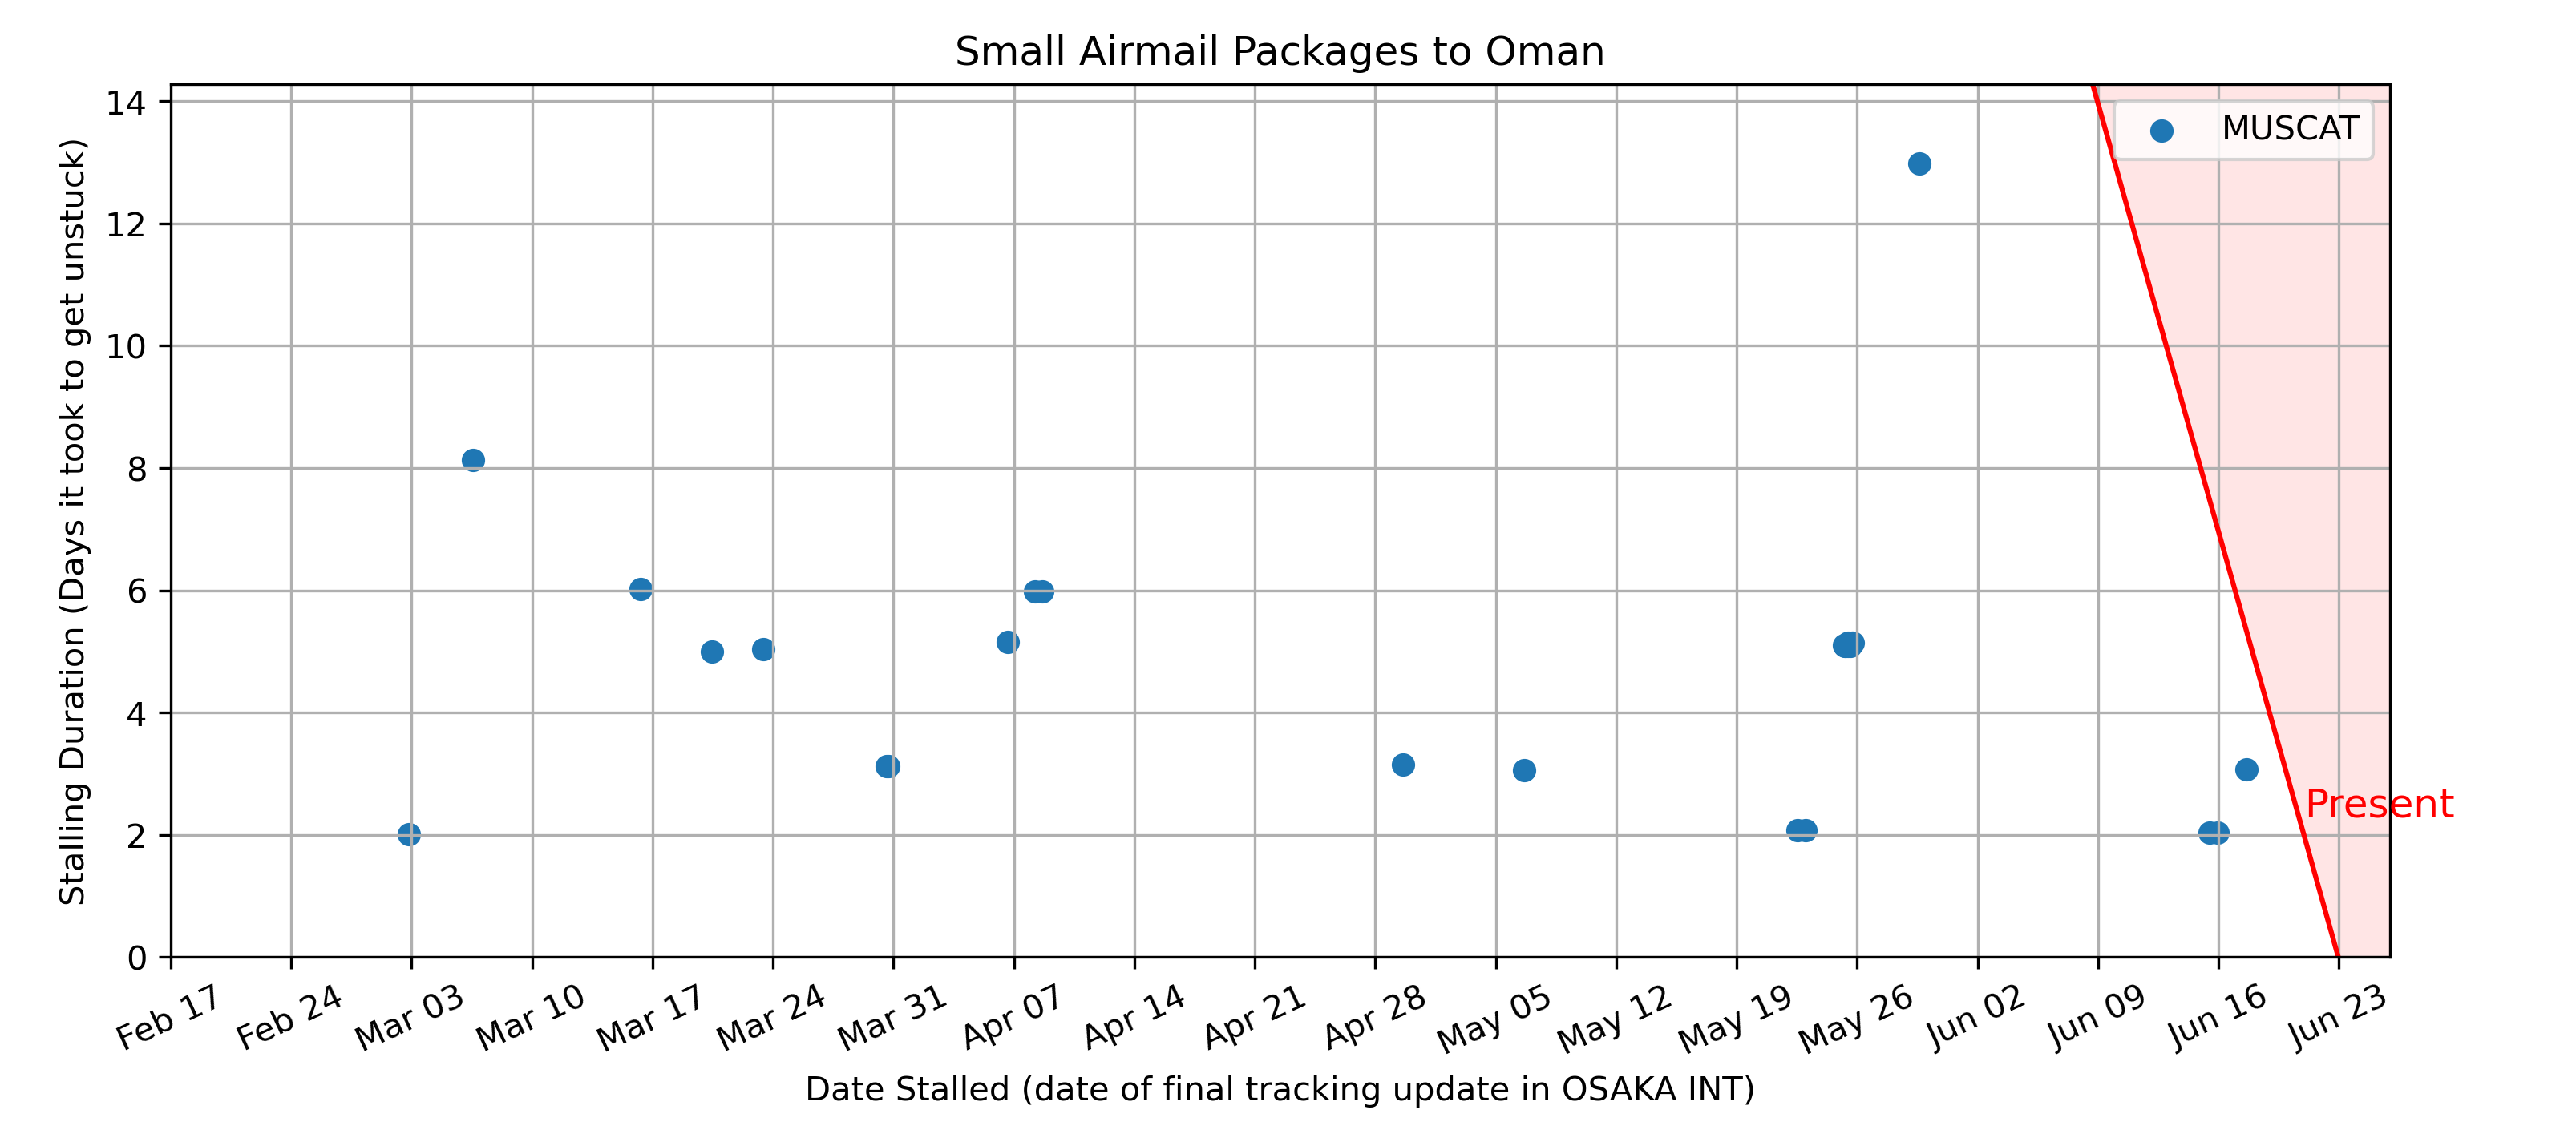 Small Airmail Packages to Oman
MUSCAT
14
12
10
8
6
4
2
0
Stalling Duration (Days it took to get unstuck)
Present
Feb 17
Feb 24
Mar 03
Mar 10
Mar 17
Mar 24
Mar 31
Apr 07
Apr 14
Apr 21
Apr 28
May 05
May 12
May 19
May 26
Jun 02
Jun 09
Jun 16
Jun 23
Date Stalled (date of final tracking update in OSAKA INT)